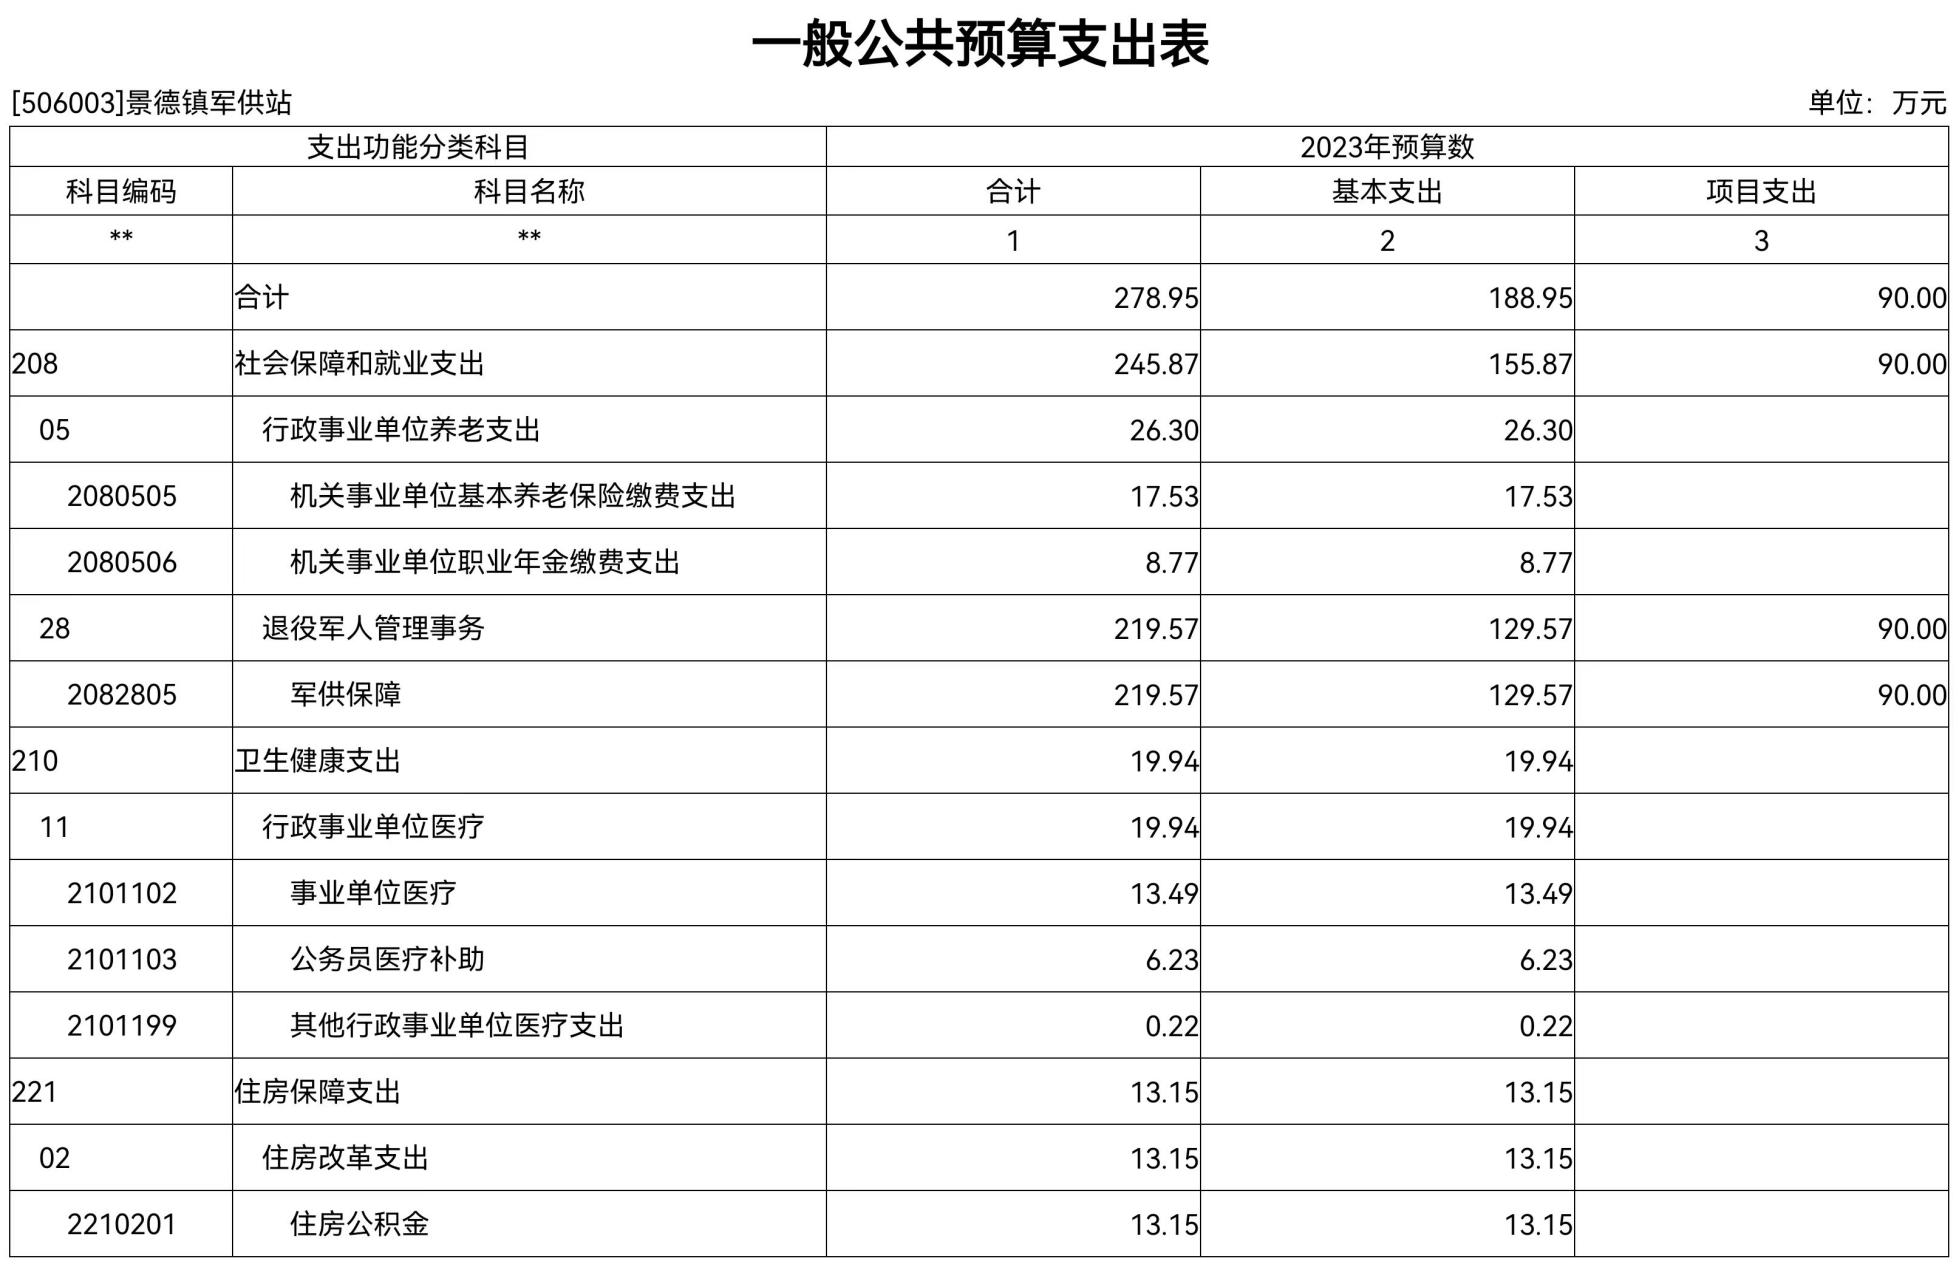 一般公共预算支出表
[506003]景德镇军供站 单位：万元
支出功能分类科目 2023年预算数
科目编码 科目名称 合计 基本支出 项目支出
** ** 1 2 3
合计 278.95 188.95 90.00
208 社会保障和就业支出 245.87 155.87 90.00
05 行政事业单位养老支出 26.30 26.30
2080505 机关事业单位基本养老保险缴费支出 17.53 17.53
2080506 机关事业单位职业年金缴费支出 8.77 8.77
28 退役军人管理事务 219.57 129.57 90.00
2082805 军供保障 219.57 129.57 90.00
210 卫生健康支出 19.94 19.94
11 行政事业单位医疗 19.94 19.94
2101102 事业单位医疗 13.49 13.49
2101103 公务员医疗补助 6.23 6.23
2101199 其他行政事业单位医疗支出 0.22 0.22
221 住房保障支出 13.15 13.15
02 住房改革支出 13.15 13.15
2210201 住房公积金 13.15 13.15